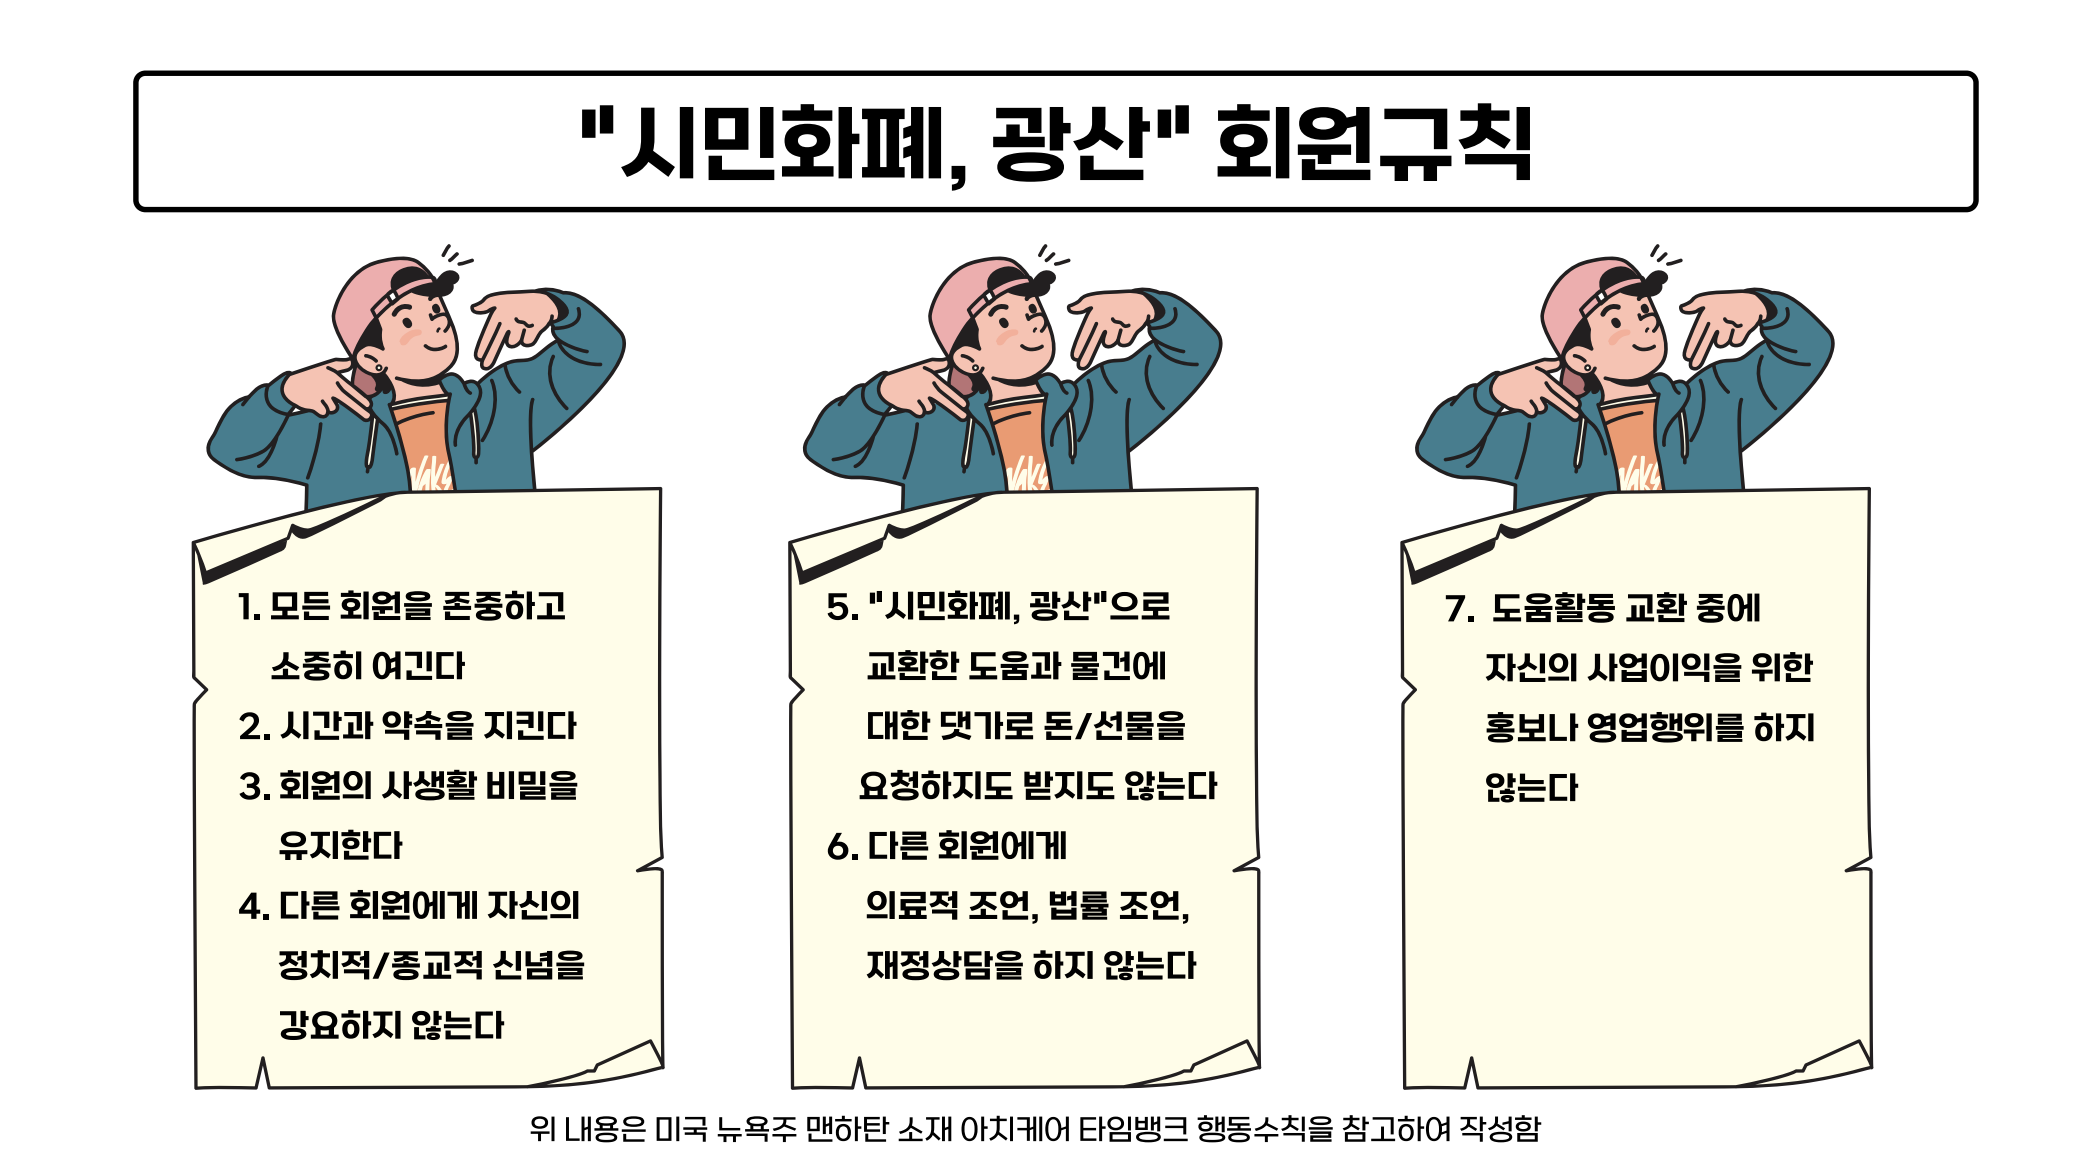 "시민화폐, 광산" 회원규칙
1. 모든 회원을 존중하고
소중히 여긴다
2. 시간과 약속을 지킨다
3. 회원의 사생활 비밀을
유지한다
4. 다른 회원에게 자신의
정치적/종교적 신념을
강요하지 않는다
5. "시민화폐, 광산"으로
교환한 도움과 물건에
대한 댓가로 돈/선물을
요청하지도 받지도 않는다
6. 다른 회원에게
의료적 조언, 법률 조언,
재정상담을 하지 않는다
7. 도움활동 교환 중에
자신의 사업이익을 위한
홍보나 영업행위를 하지
않는다
위 내용은 미국 뉴욕주 맨하탄 소재 아치케어 타임뱅크 행동수칙을 참고하여 작성함